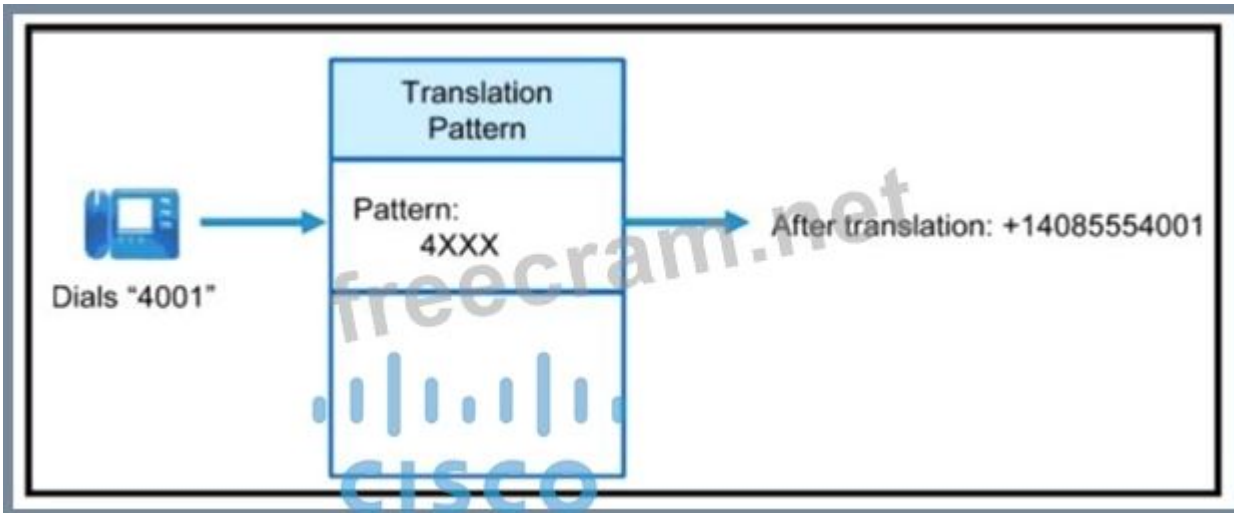 Translation
Pattern
Pattern:
4XXX
After translation: +14085554001
Dials "4001"
freecram.net
CISCO